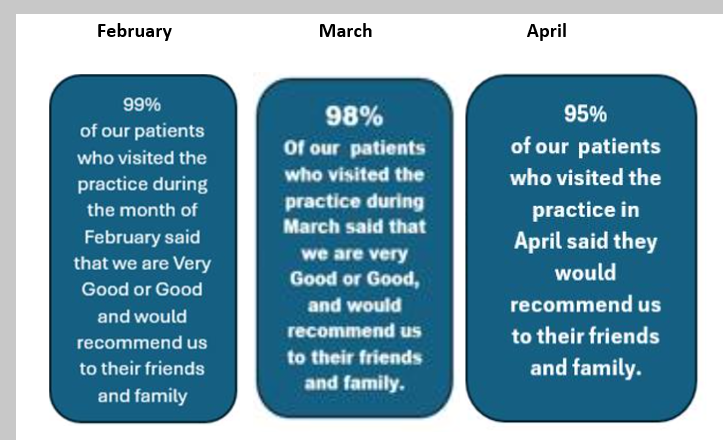 February
March
April
99%
of our patients
who visited the
practice during
the month of
February said
that we are Very
Good or Good
and would
recommend us
to their friends
and family
98%
Of our patients
who visited the
practice during
March said that
we are very
Good or Good,
and would
recommend us
to their friends
and family.
95%
of our patients
who visited the
practice in
April said they
would
recommend us
to their friends
and family.